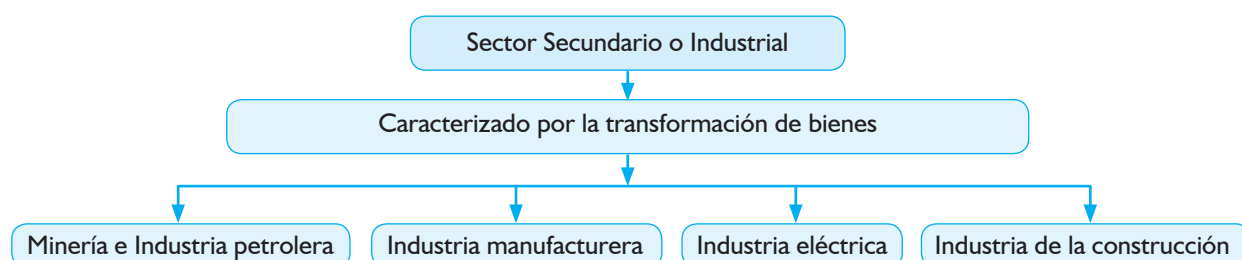 Sector Secundario o Industrial
Caracterizado por la transformación de bienes
Minería e Industria petrolera
Industria manufacturera
Industria eléctrica
Industria de la construcción